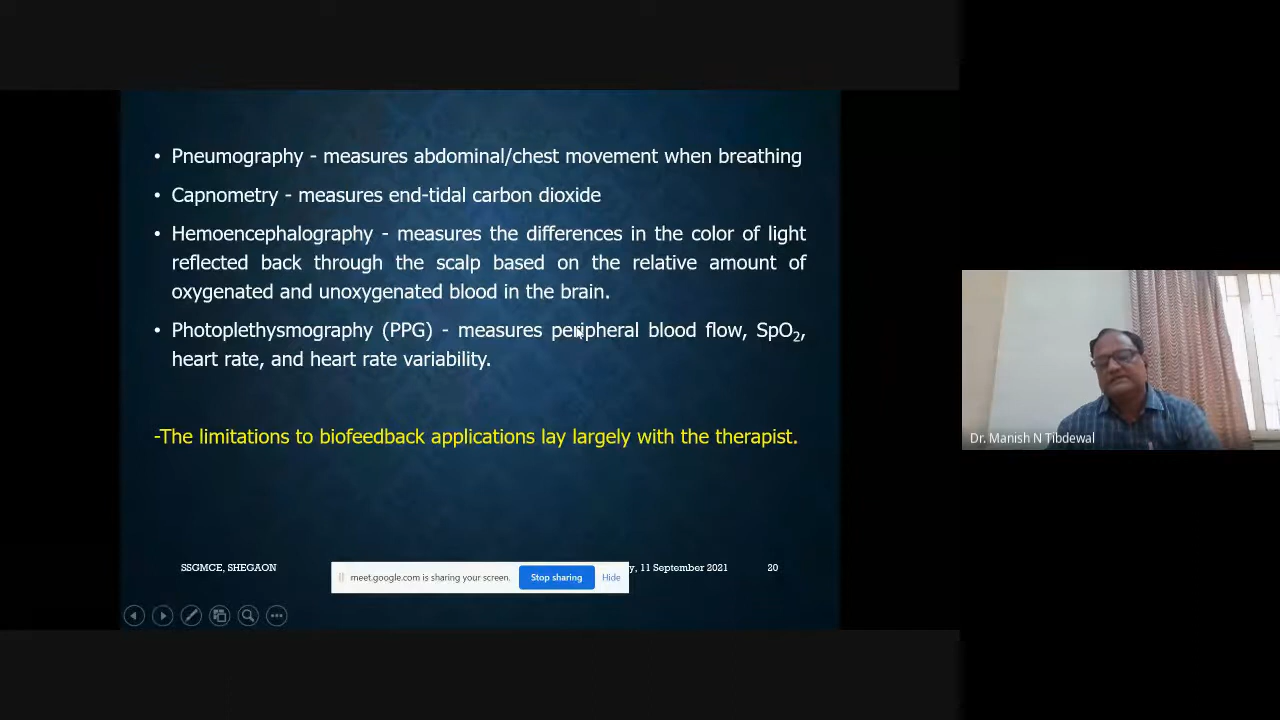 • Pneumography - measures abdominal/chest movement when breathing
• Capnometry - measures end-tidal carbon dioxide
• Hemoencephalography - measures the differences in the color of light
reflected back through the scalp based on the relative amount of
oxygenated and unoxygenated blood in the brain.
• Photoplethysmography (PPG) - measures peripheral blood flow, SpO₂,
heart rate, and heart rate variability.
-The limitations to biofeedback applications lay largely with the therapist.
Dr. Manish N Tibdewal
SSGMCE, SHEGAON
meet.google.com is sharing your screen. Stop sharing Hide
y, 11 September 2021
20